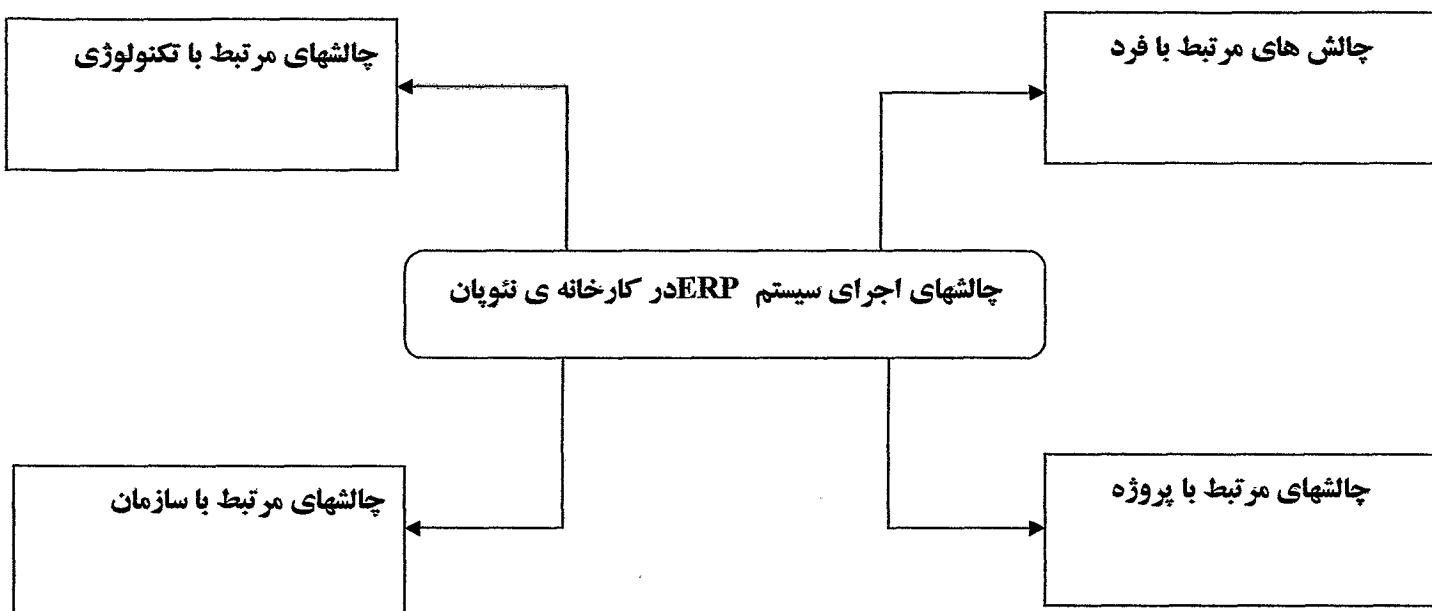 چالش های مرتبط با فرد
چالشهای مرتبط با تکنولوژی
چالشهای اجرای سیستم ERPدر کارخانه ی نئوپان
چالشهای مرتبط با پروژه
چالشهای مرتبط با سازمان